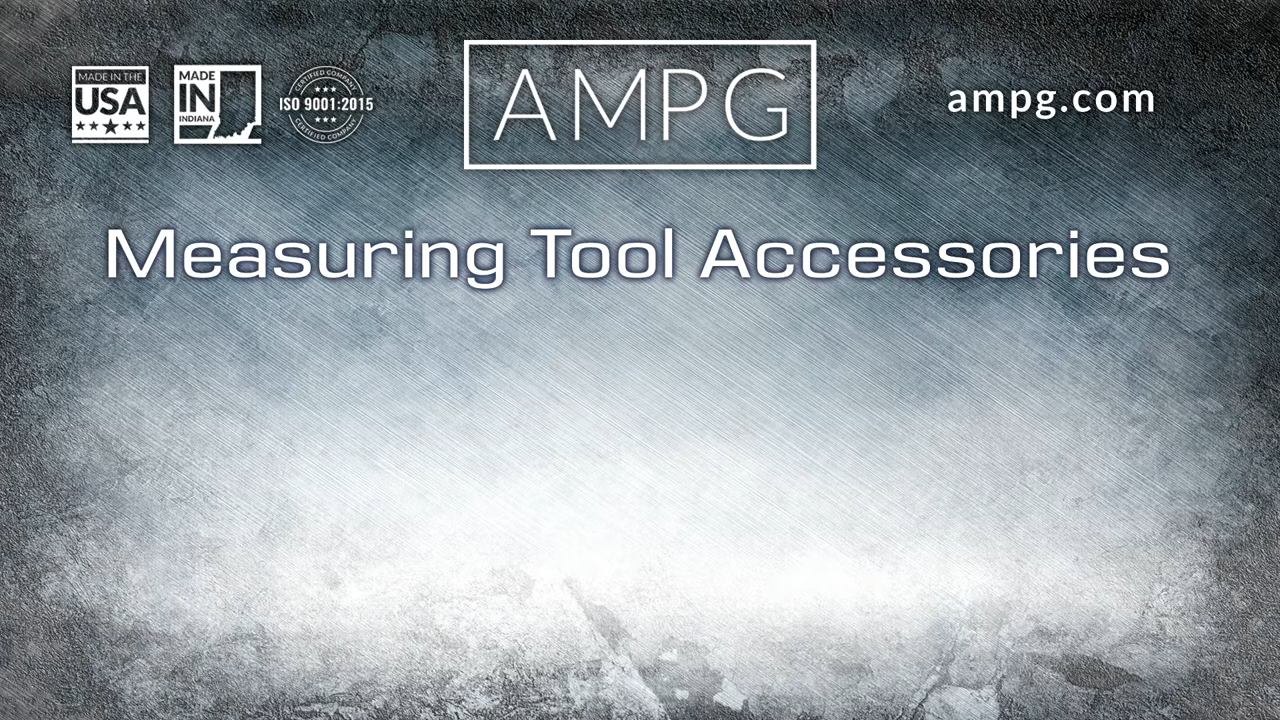 MADE IN THE
USA
MADE
IN
INDIANA
CERTIFIED COMPANY
ISO 9001:2015
CERTIFIED COMPANY
AMPG
ampg.com
Measuring Tool Accessories